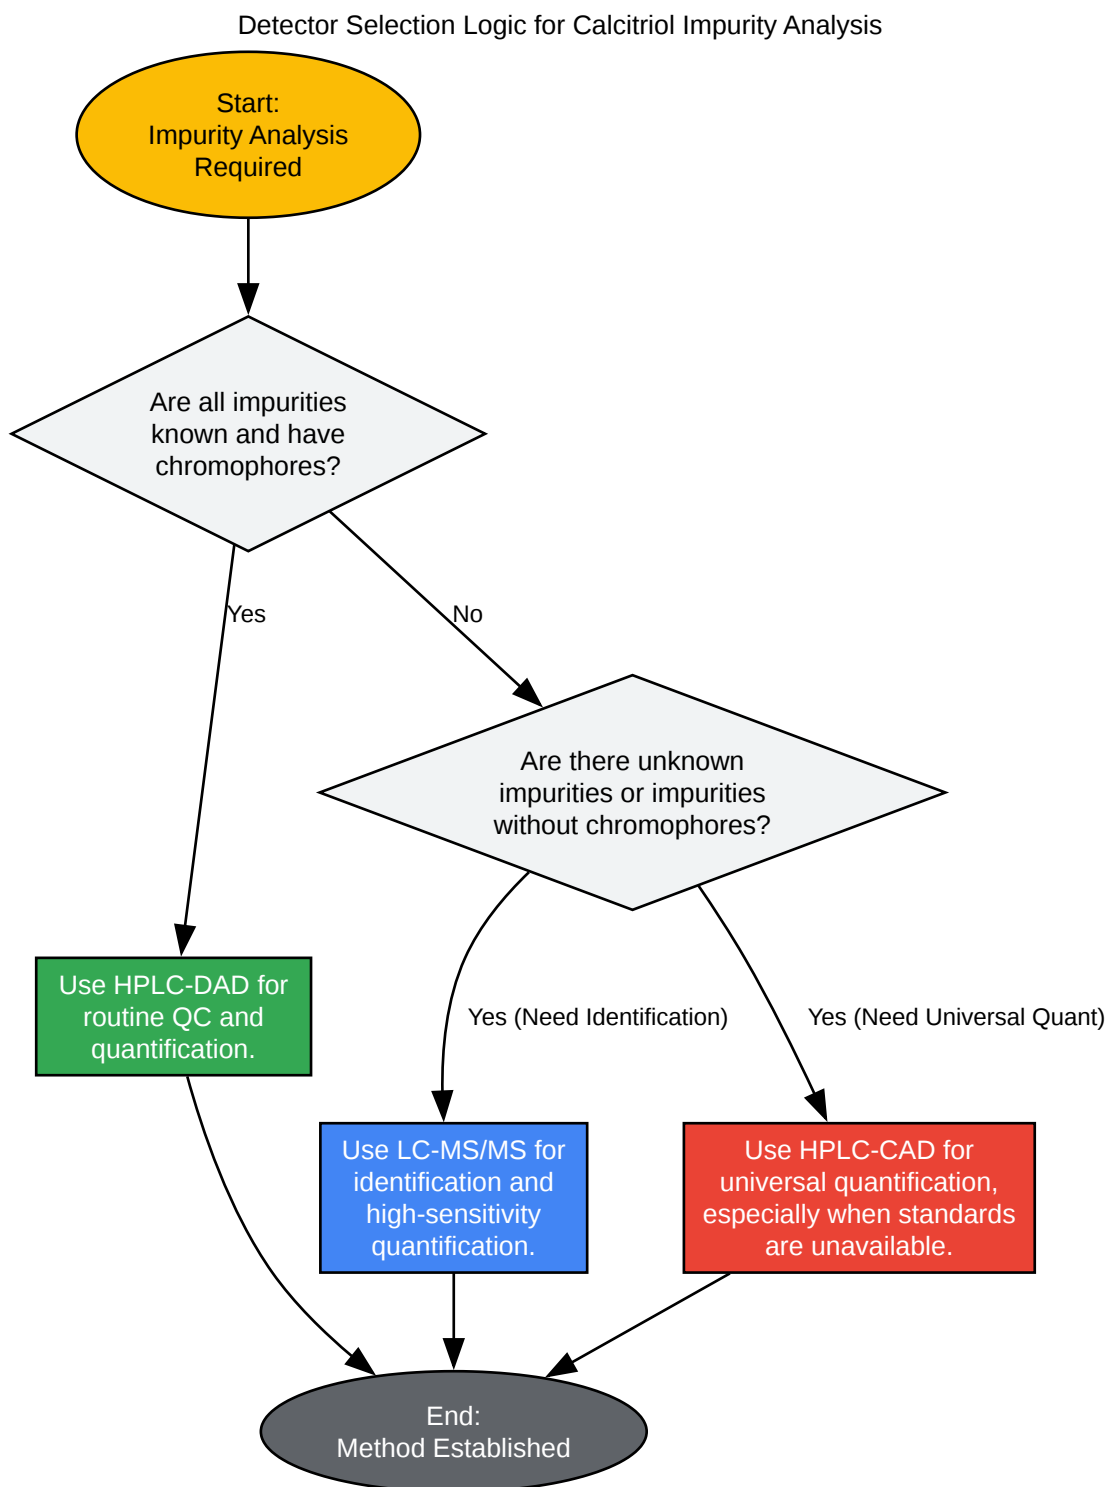 Detector Selection Logic for Calcitriol Impurity Analysis
Start:
Impurity Analysis
Required
Are all impurities
known and have
chromophores?
Yes
No
Are there unknown
impurities or impurities
without chromophores?
Use HPLC-DAD for
routine QC and
quantification.
Yes (Need Identification)
Yes (Need Universal Quant)
Use LC-MS/MS for
identification and
high-sensitivity
quantification.
Use HPLC-CAD for
universal quantification,
especially when standards
are unavailable.
End:
Method Established